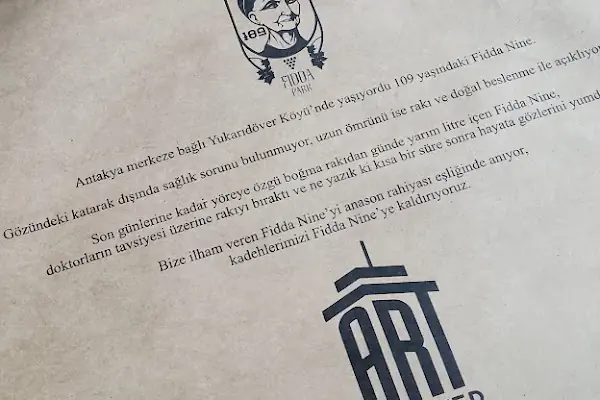 109
FIDDA
PARK
Antakya merkeze bağlı Yukarıdöver Köyü'nde yaşıyordu 109 yaşındaki Fidda Nine.
Gözündeki katarak dışında sağlık sorunu bulunmuyor, uzun ömrünü ise rakı ve doğal beslenme ile açıklıyo
Son günlerine kadar yöreye özgü boğma rakıdan günde yarım litre içen Fidda Nine,
doktorların tavsiyesi üzerine rakıyı bıraktı ve ne yazık ki kısa bir süre sonra hayata gözlerini yumd
Bize ilham veren Fidda Nine'yi anason rahiyası eşliğinde anıyor,
kadehlerimizi Fidda Nine'ye kaldırıyoruz.
ART